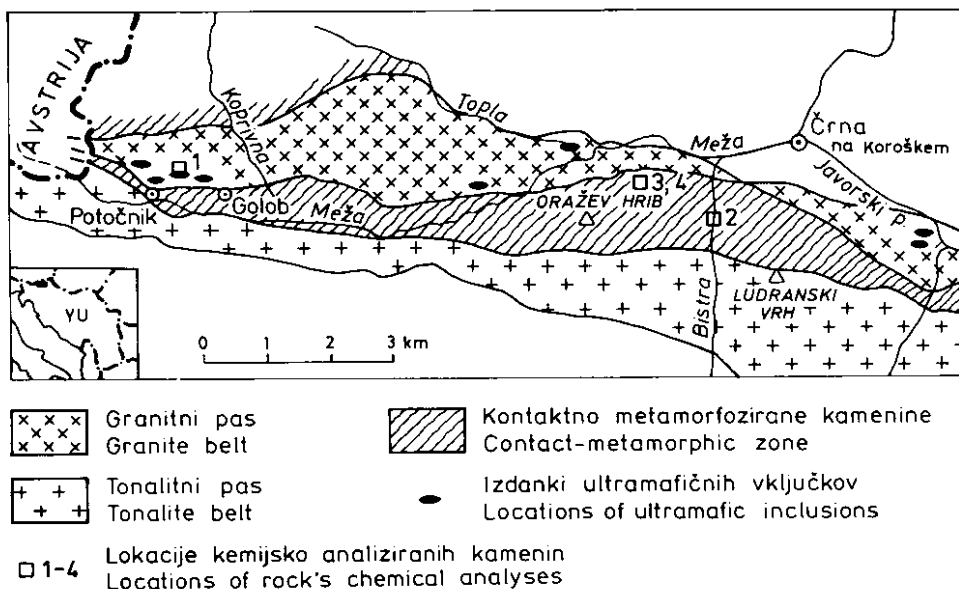 AVSTRIJA
Koprivna
Topla
Meža
Črna
na Koroškem
Javorski p.
1
3,4
ORAŽEV HRIB
2
Potočnik
Golob
Meža
Bistra
LUDRANSKI
VRH
YU
0 1 2 3 km
Granitni pas
Granite belt
Kontaktno metamorfozirane kamenine
Contact-metamorphic zone
Tonalitni pas
Tonalite belt
Izdanki ultramafičnih vključkov
Locations of ultramafic inclusions
1-4 Lokacije kemijsko analiziranih kamenin
Locations of rock's chemical analyses